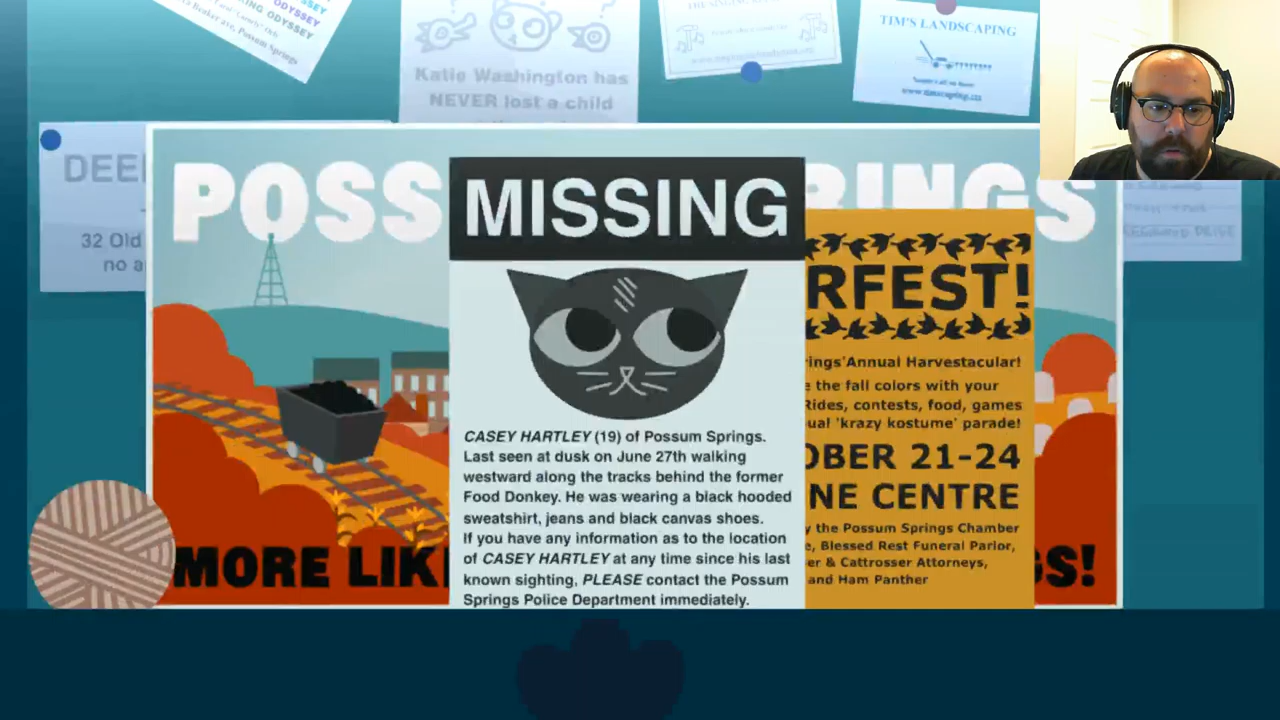 ODYSSEY
KING ODYSSEY
ave, Possum Springs
Katie Washington has
NEVER lost a child
TIM'S LANDSCAPING
DEE
32 Old
no a
POSS
RINGS
MISSING
CASEY HARTLEY (19) of Possum Springs.
Last seen at dusk on June 27th walking
westward along the tracks behind the former
Food Donkey. He was wearing a black hooded
sweatshirt, jeans and black canvas shoes.
If you have any information as to the location
of CASEY HARTLEY at any time since his last
known sighting, PLEASE contact the Possum
Springs Police Department immediately.
RFEST!
rings'Annual Harvestacular!
e the fall colors with your
Rides, contests, food, games
ual 'krazy kostume' parade!
OBER 21-24
NE CENTRE
y the Possum Springs Chamber
e, Blessed Rest Funeral Parlor,
er & Cattrosser Attorneys,
and Ham Panther
MORE LIK
GS!